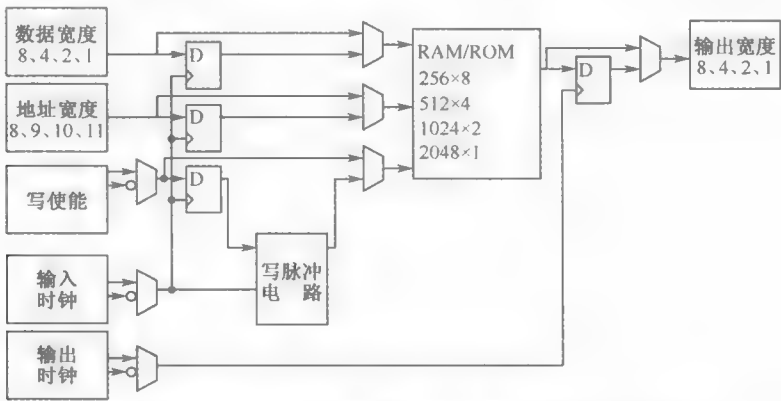 数据宽度
8、4、2、1
D
地址宽度
8、9、10、11
D
写使能
D
输入
时钟
写脉冲
电 路
输出
时钟
RAM/ROM
256×8
512×4
1024×2
2048×1
D
输出宽度
8、4、2、1